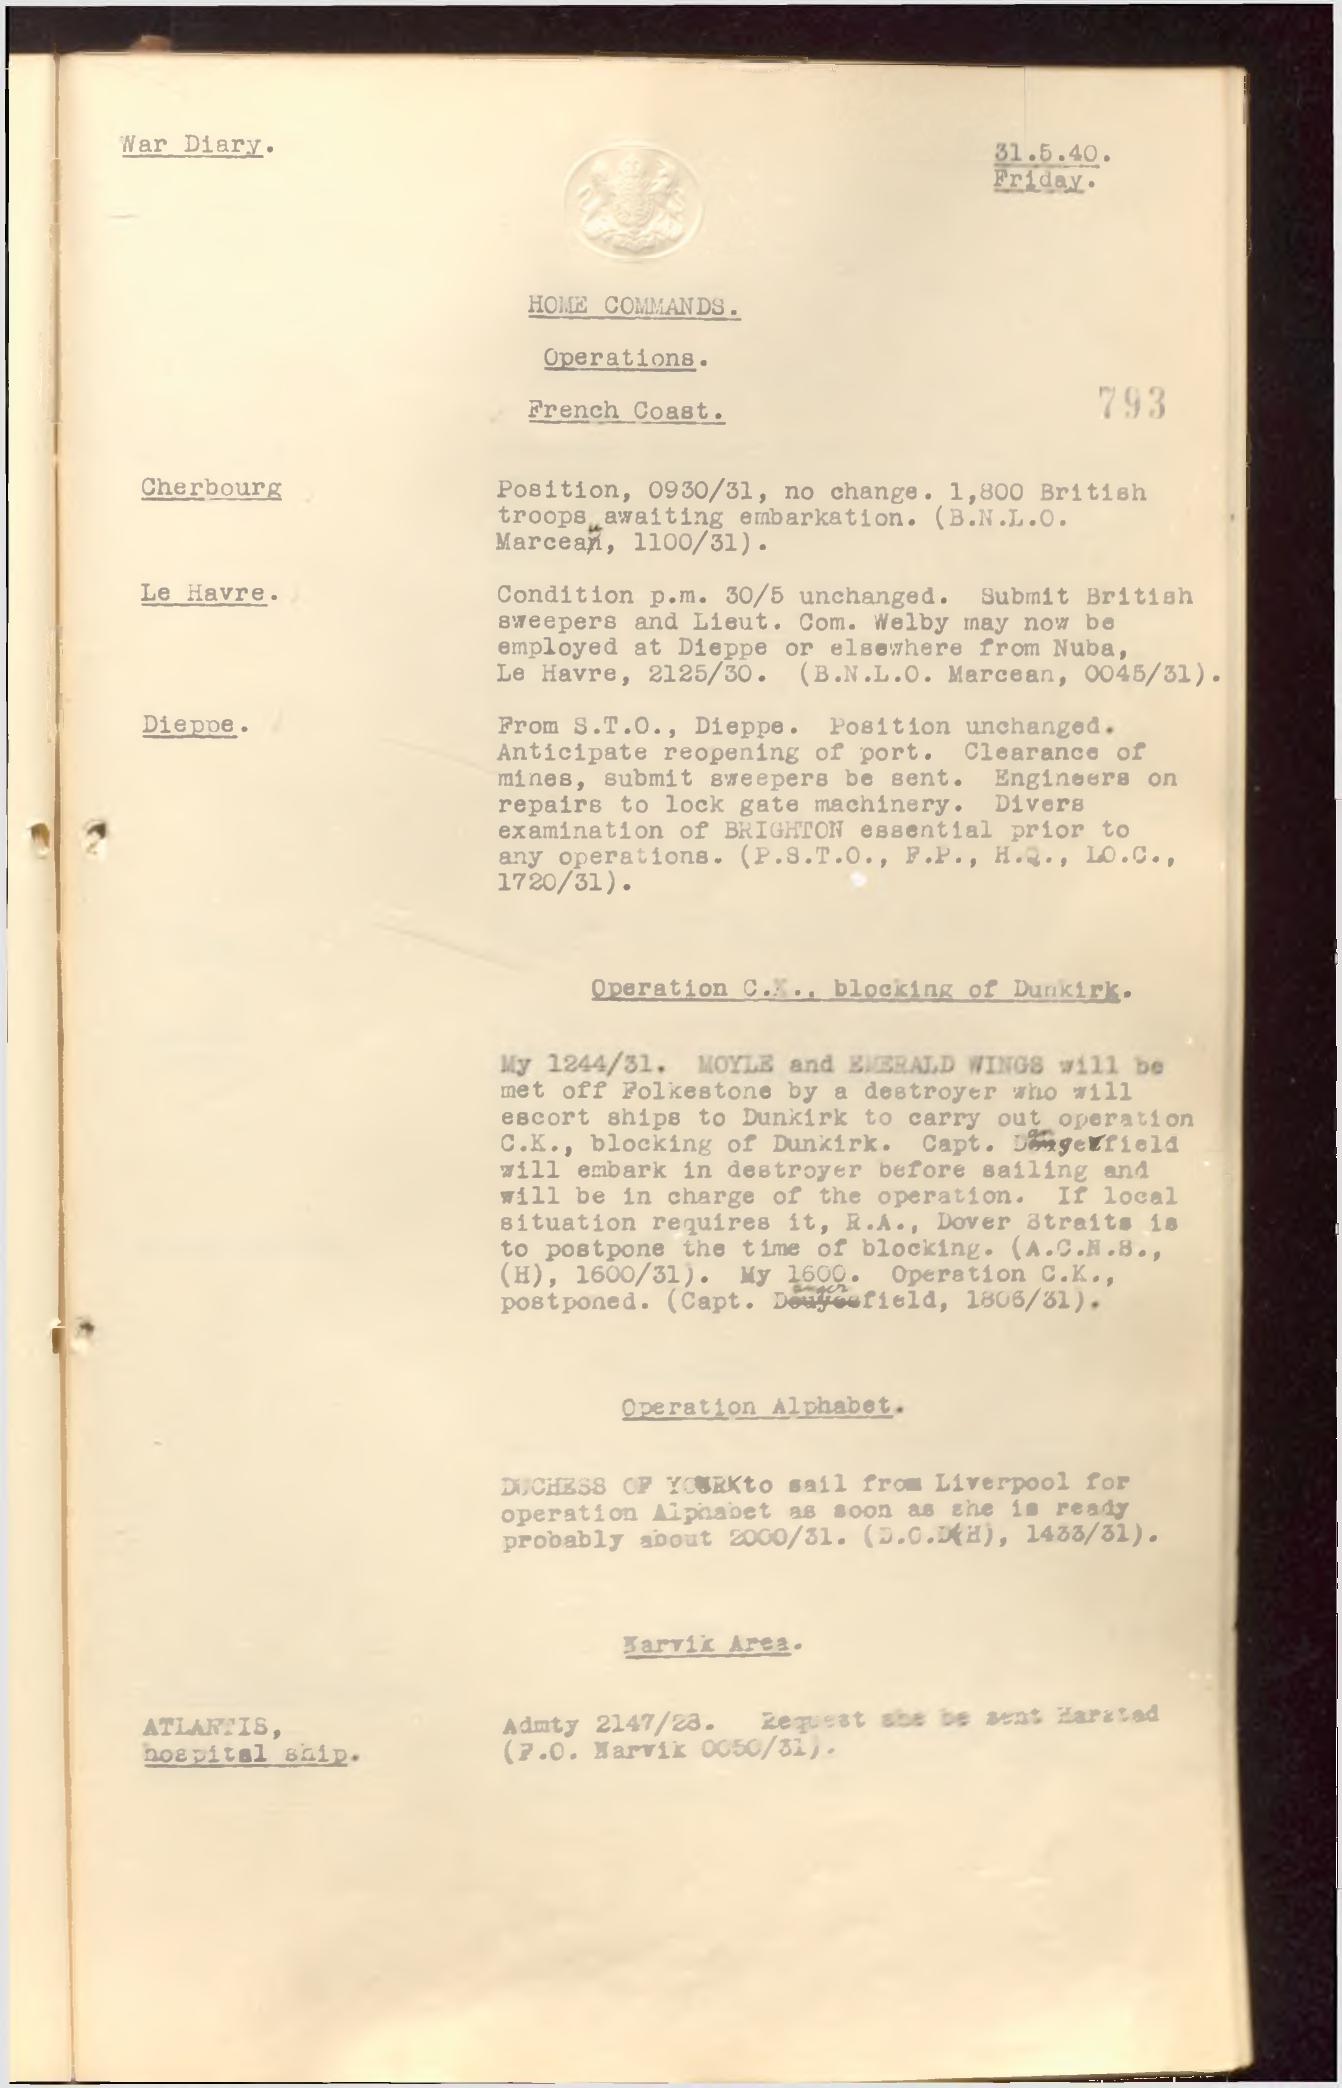 War Diary.
31.5.40.
Friday.
HOME COMMANDS.
Operations.
French Coast.
793
Cherbourg
Position, 0930/31, no change. 1,800 British
troops awaiting embarkation. (B.N.L.O.
Marceau, 1100/31).
Le Havre.
Condition p.m. 30/5 unchanged. Submit British
sweepers and Lieut. Com. Welby may now be
employed at Dieppe or elsewhere from Nuba,
Le Havre, 2125/30. (B.N.L.O. Marcean, 0045/31).
Dieppe.
From S.T.O., Dieppe. Position unchanged.
Anticipate reopening of port. Clearance of
mines, submit sweepers be sent. Engineers on
repairs to lock gate machinery. Divers
examination of BRIGHTON essential prior to
any operations. (P.S.T.O., F.P., H.Q., LO.C.,
1720/31).
Operation C.K., blocking of Dunkirk.
My 1244/31. MOYLE and EMERALD WINGS will be
met off Folkestone by a destroyer who will
escort ships to Dunkirk to carry out operation
C.K., blocking of Dunkirk. Capt. Dangerfield
will embark in destroyer before sailing and
will be in charge of the operation. If local
situation requires it, R.A., Dover Straits is
to postpone the time of blocking. (A.C.N.S.,
(H), 1600/31). My 1600. Operation C.K.,
postponed. (Capt. Dangerfield, 1806/31).
Operation Alphabet.
DUCHESS OF YORK to sail from Liverpool for
operation Alphabet as soon as she is ready
probably about 2000/31. (D.O.D(H), 1433/31).
Narvik Area.
ATLANTIS,
hospital ship.
Admty 2147/28. Request she be sent Harstad
(F.O. Narvik 0050/31).